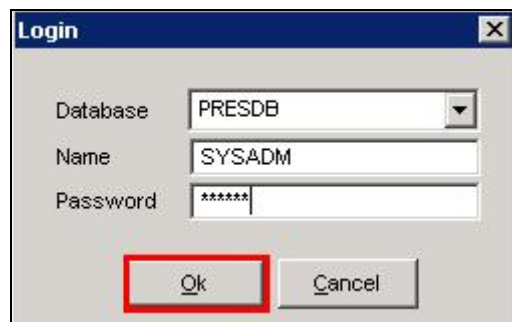 Login
Database PRESDB
Name SYSADM
Password ******
Ok Cancel